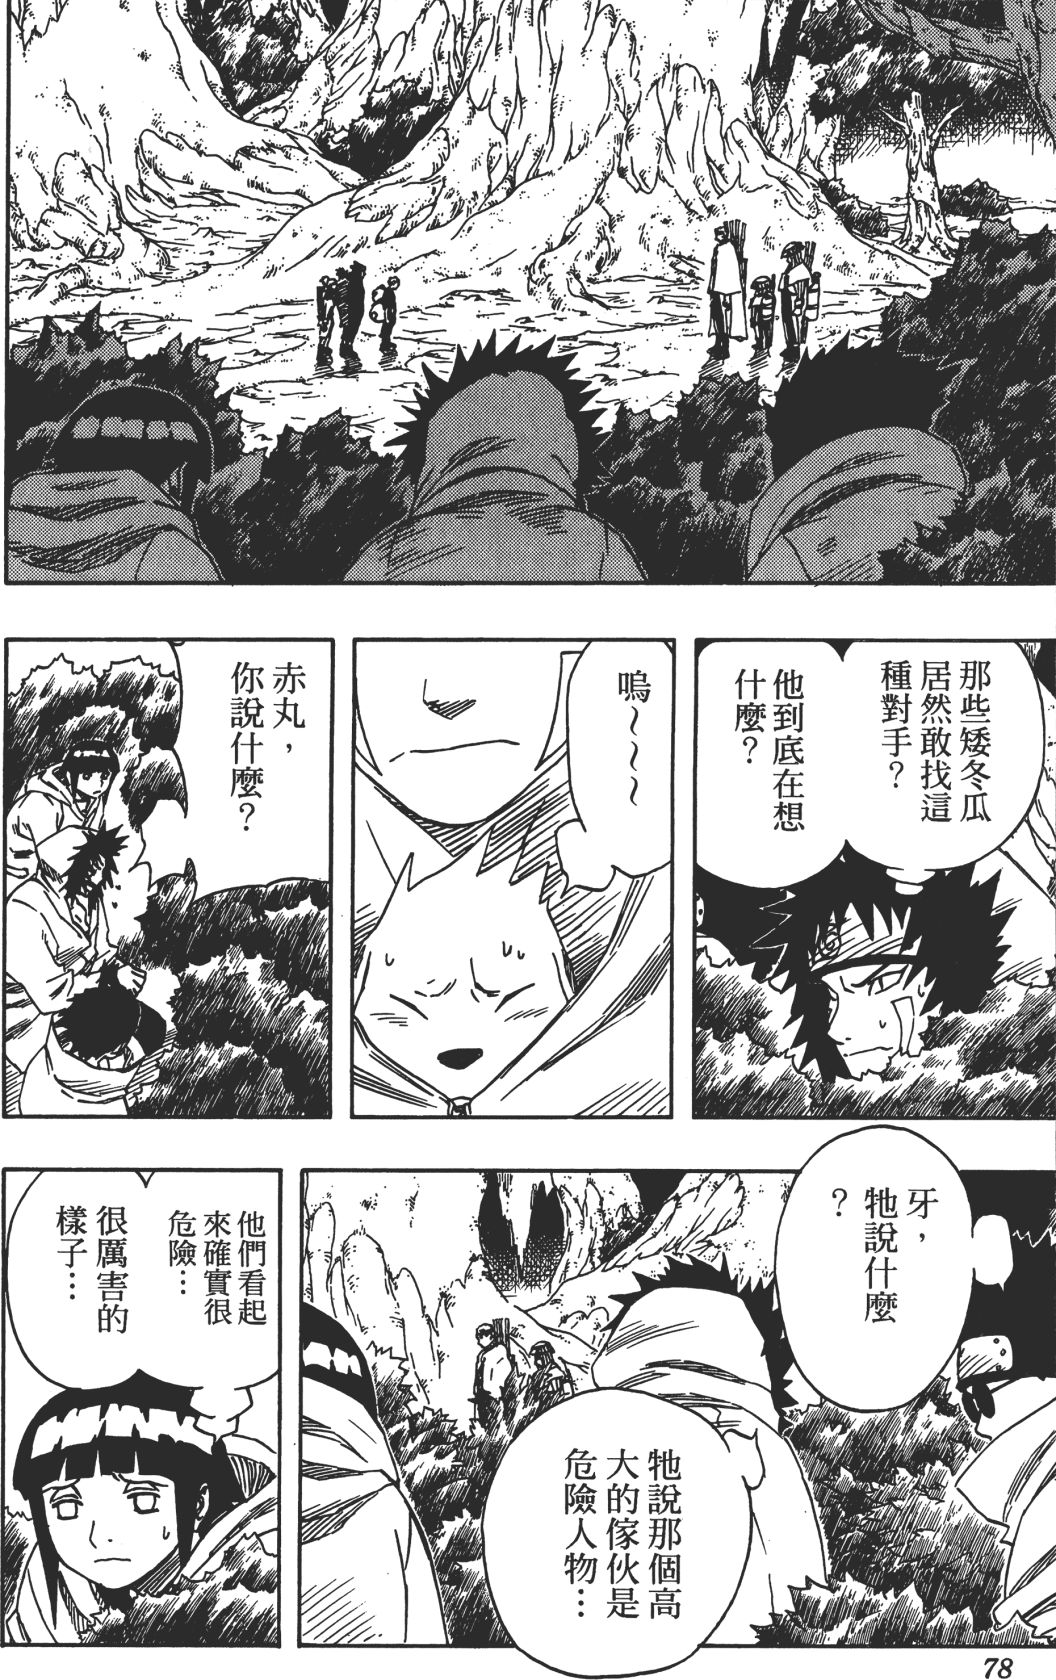 那些矮冬瓜
居然敢找這
種對手？
他到底在想
什麼？
嗚～～～
赤丸，
你說什麼？
牙，
牠說什麼
？
牠說那個高
大的傢伙是
危險人物…
他們看起
來確實很
危險…
很厲害的
樣子…
78